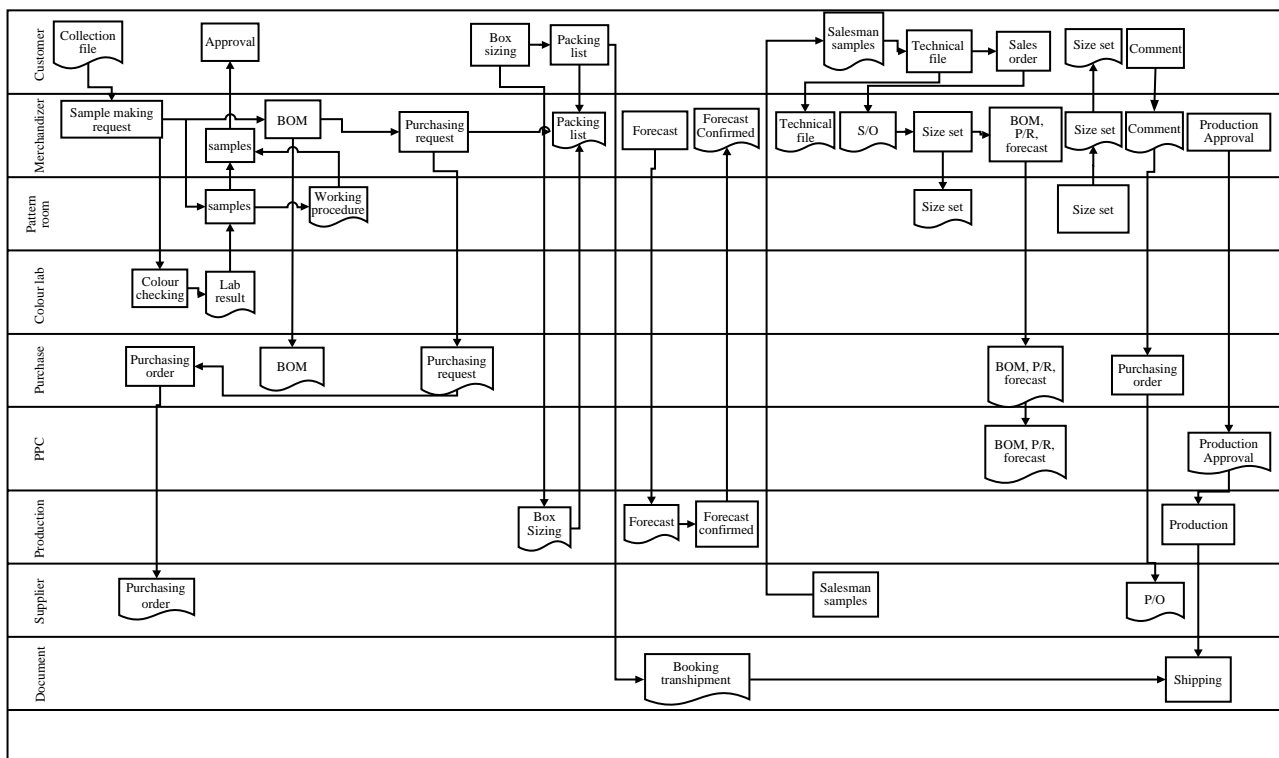 Customer
Collection
file
Approval
Box
sizing
Packing
list
Salesman
samples
Technical
file
Sales
order
Size set
Comment
Merchandizer
Sample making
request
BOM
samples
Purchasing
request
Packing
list
Forecast
Forecast
Confirmed
Technical
file
S/O
Size set
BOM,
P/R,
forecast
Size set
Comment
Production
Approval
Pattern
room
samples
Working
procedure
Size set
Size set
Colour lab
Colour
checking
Lab
result
Purchase
Purchasing
order
BOM
Purchasing
request
BOM, P/R,
forecast
Purchasing
order
PPC
BOM, P/R,
forecast
Production
Approval
Production
Box
Sizing
Forecast
Forecast
confirmed
Production
Supplier
Purchasing
order
Salesman
samples
P/O
Document
Booking
transhipment
Shipping